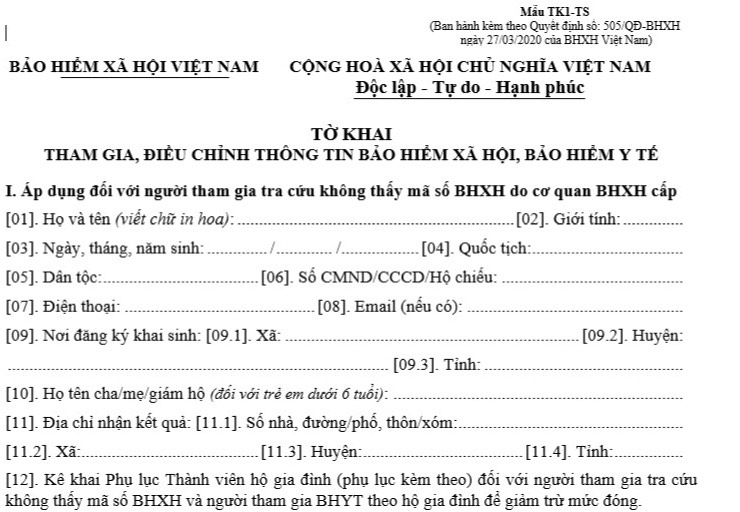 Mẫu TK1-TS
(Ban hành kèm theo Quyết định số: 505/QĐ-BHXH
ngày 27/03/2020 của BHXH Việt Nam)
BẢO HIỂM XÃ HỘI VIỆT NAM CỘNG HOÀ XÃ HỘI CHỦ NGHĨA VIỆT NAM
Độc lập - Tự do - Hạnh phúc
TỜ KHAI
THAM GIA, ĐIỀU CHỈNH THÔNG TIN BẢO HIỂM XÃ HỘI, BẢO HIỂM Y TẾ
I. Áp dụng đối với người tham gia tra cứu không thấy mã số BHXH do cơ quan BHXH cấp
[01]. Họ và tên (viết chữ in hoa): ........................ [02]. Giới tính: ............
[03]. Ngày, tháng, năm sinh: ............ / ............ / ................ [04]. Quốc tịch: ........................
[05]. Dân tộc: ........................ [06]. Số CMND/CCCD/Hộ chiếu: ........................
[07]. Điện thoại: ........................ [08]. Email (nếu có): ........................
[09]. Nơi đăng ký khai sinh: [09.1]. Xã: ........................ [09.2]. Huyện:
........................ [09.3]. Tỉnh: ........................
[10]. Họ tên cha/mẹ/giám hộ (đối với trẻ em dưới 6 tuổi): ........................
[11]. Địa chỉ nhận kết quả: [11.1]. Số nhà, đường/phố, thôn/xóm: ........................
[11.2]. Xã: ........................ [11.3]. Huyện: ........................ [11.4]. Tỉnh: ............
[12]. Kê khai Phụ lục Thành viên hộ gia đình (phụ lục kèm theo) đối với người tham gia tra cứu
không thấy mã số BHXH và người tham gia BHYT theo hộ gia đình để giảm trừ mức đóng.